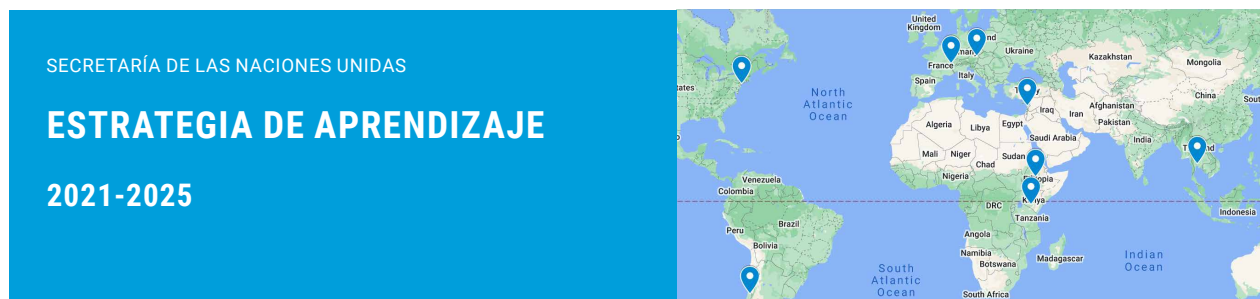 SECRETARÍA DE LAS NACIONES UNIDAS
ESTRATEGIA DE APRENDIZAJE
2021-2025
United
Kingdom
Ukraine
Kazakhstan
Mongolia
France
Spain
Italy
North
Atlantic
Ocean
Iraq
Iran
Afghanistan
Pakistan
China
India
Algeria
Libya
Egypt
Saudi Arabia
Mali
Niger
Chad
Sudan
Nigeria
Ethiopia
Venezuela
Colombia
DRC
Kenya
Tanzania
Indonesia
Peru
Brazil
Bolivia
Angola
Namibia
Botswana
Madagascar
South Africa
South
Atlantic
Ocean
Indian
Ocean